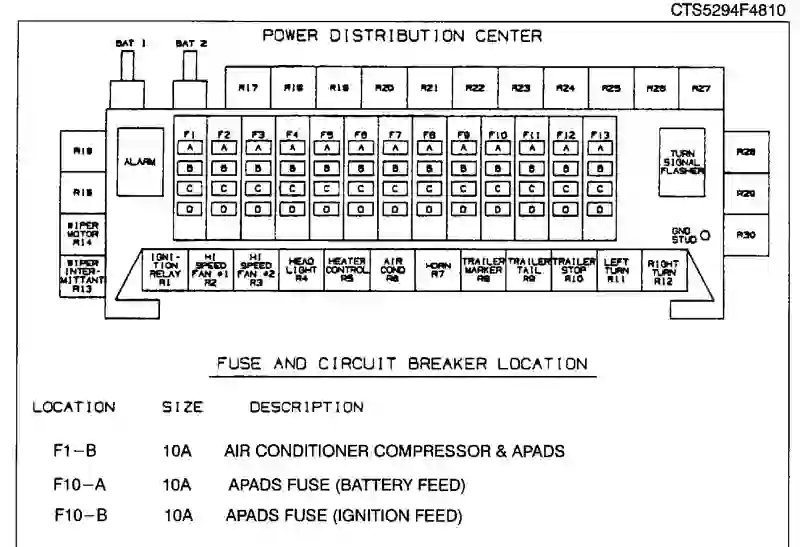 CTS5294F4810
POWER DISTRIBUTION CENTER
BAT 1 BAT 2
R17 R18 R19 R20 R21 R22 R23 R24 R25 R26 R27
R16
R15
WIPER
MOTOR
R14
WIPER
INTER-
MITTANT
R13
ALARM
F1 F2 F3 F4 F5 F6 F7 F8 F9 F10 F11 F12 F13
A A A A A A A A A A A A A
B B B B B B B B B B B B B
C C C C C C C C C C C C C
D D D D D D D D D D D D D
TURN
SIGNAL
FLASHER
GND
STUD
R28
R29
R30
IGNI-
TION
RELAY
R1
HI
SPEED
FAN #1
R2
HI
SPEED
FAN #2
R3
HEAD
LIGHT
R4
HEATER
CONTROL
R5
AIR
COND
R6
HORN
R7
TRAILER
MARKER
R8
TRAILER
TAIL
R9
TRAILER
STOP
R10
LEFT
TURN
R11
RIGHT
TURN
R12
FUSE AND CIRCUIT BREAKER LOCATION
LOCATION SIZE DESCRIPTION
F1-B 10A AIR CONDITIONER COMPRESSOR & APADS
F10-A 10A APADS FUSE (BATTERY FEED)
F10-B 10A APADS FUSE (IGNITION FEED)